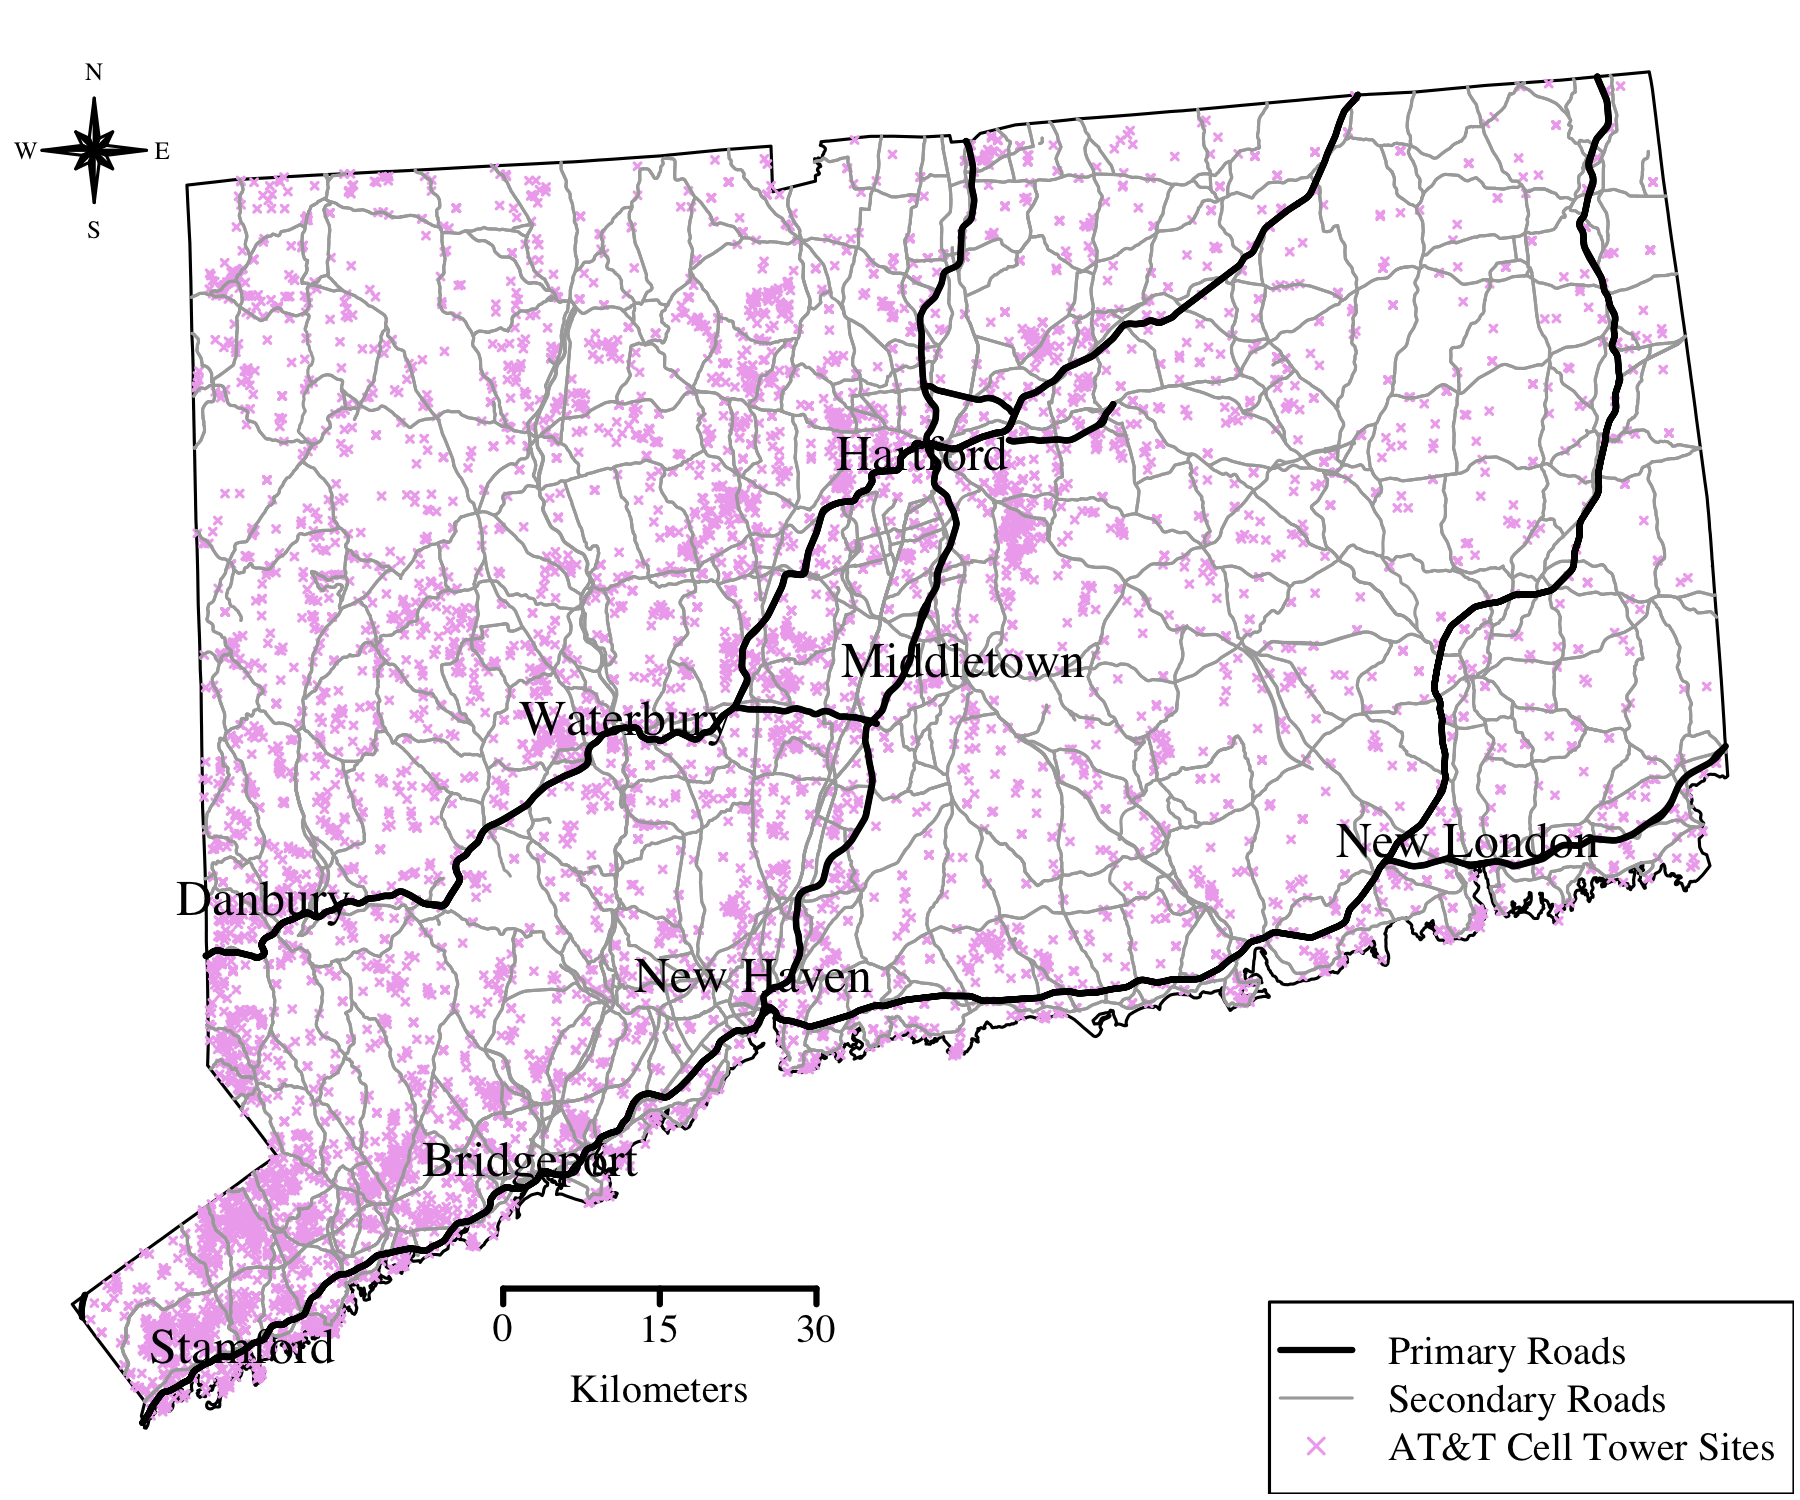 N
W E
S
Hartford
Middletown
Waterbury
New London
Danbury
New Haven
Bridgeport
Stamford
0 15 30
Kilometers
Primary Roads
Secondary Roads
AT&T Cell Tower Sites